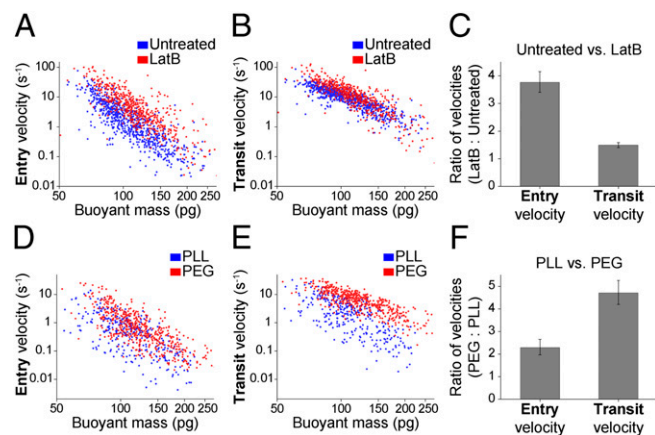 A
Untreated
LatB
Entry velocity (s⁻¹)
100
10
1
0.1
0.01
50
100
150
200
250
Buoyant mass (pg)
B
Untreated
LatB
Transit velocity (s⁻¹)
100
10
1
0.1
0.01
50
100
150
200
250
Buoyant mass (pg)
C
Untreated vs. LatB
Ratio of velocities
(LatB : Untreated)
4
3
2
1
0
Entry
velocity
Transit
velocity
D
PLL
PEG
Entry velocity (s⁻¹)
10
1
0.1
0.01
50
100
150
200
250
Buoyant mass (pg)
E
PLL
PEG
Transit velocity (s⁻¹)
10
1
0.1
0.01
50
100
150
200
250
Buoyant mass (pg)
F
PLL vs. PEG
Ratio of velocities
(PEG : PLL)
5
4
3
2
1
0
Entry
velocity
Transit
velocity